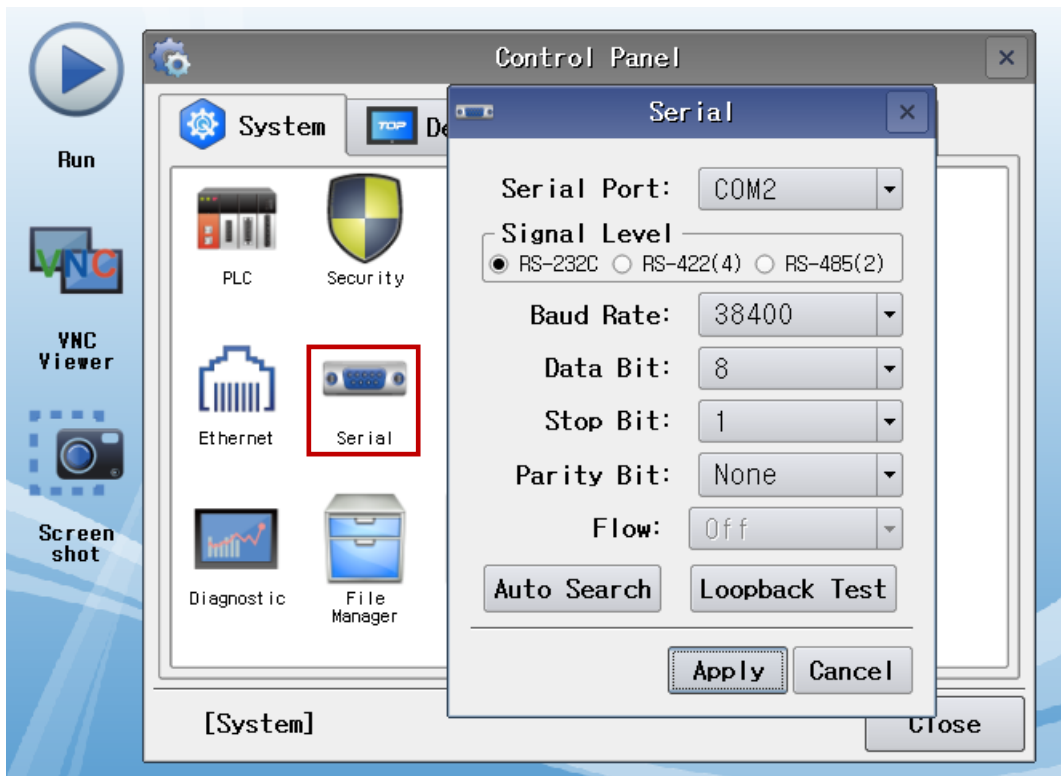 Control Panel
System
TOP
De
Run
PLC
Security
VNC
VNC
Viewer
Ethernet
Serial
Screen
shot
Diagnostic
File
Manager
[System]
Close
Serial
Serial Port: COM2
Signal Level
RS-232C RS-422(4) RS-485(2)
Baud Rate: 38400
Data Bit: 8
Stop Bit: 1
Parity Bit: None
Flow: Off
Auto Search Loopback Test
Apply Cancel